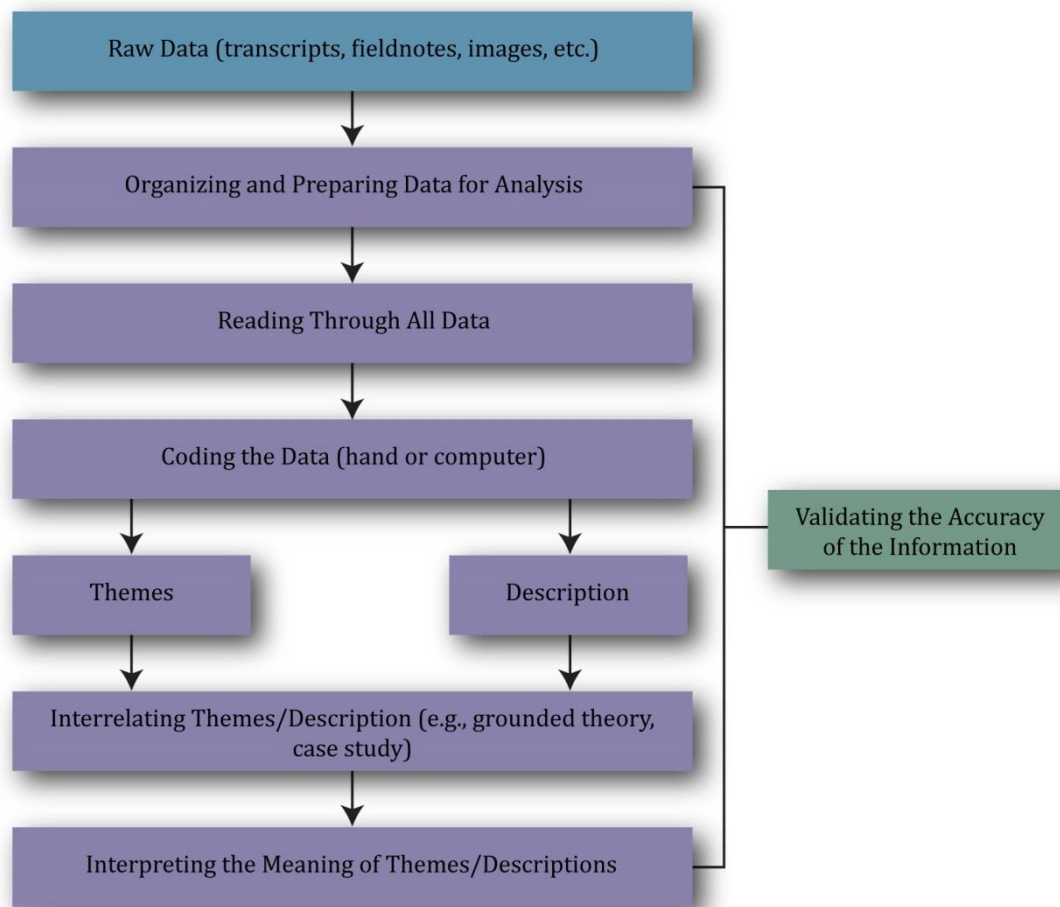 Raw Data (transcripts, fieldnotes, images, etc.)
Organizing and Preparing Data for Analysis
Reading Through All Data
Coding the Data (hand or computer)
Themes
Description
Validating the Accuracy
of the Information
Interrelating Themes/Description (e.g., grounded theory,
case study)
Interpreting the Meaning of Themes/Descriptions